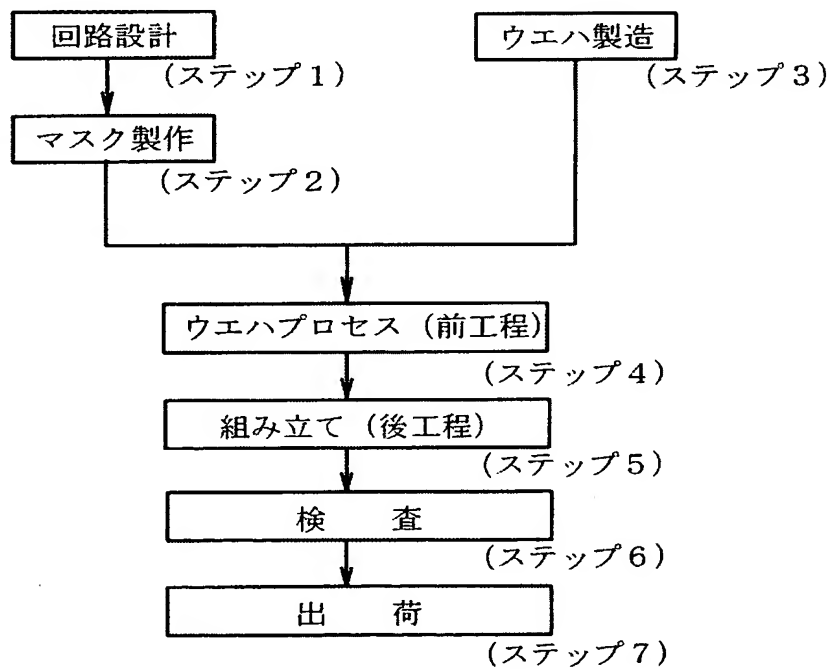 回路設計
(ステップ1)
ウエハ製造
(ステップ3)
マスク製作
(ステップ2)
ウエハプロセス (前工程)
(ステップ4)
組み立て (後工程)
(ステップ5)
検 査
(ステップ6)
出 荷
(ステップ7)